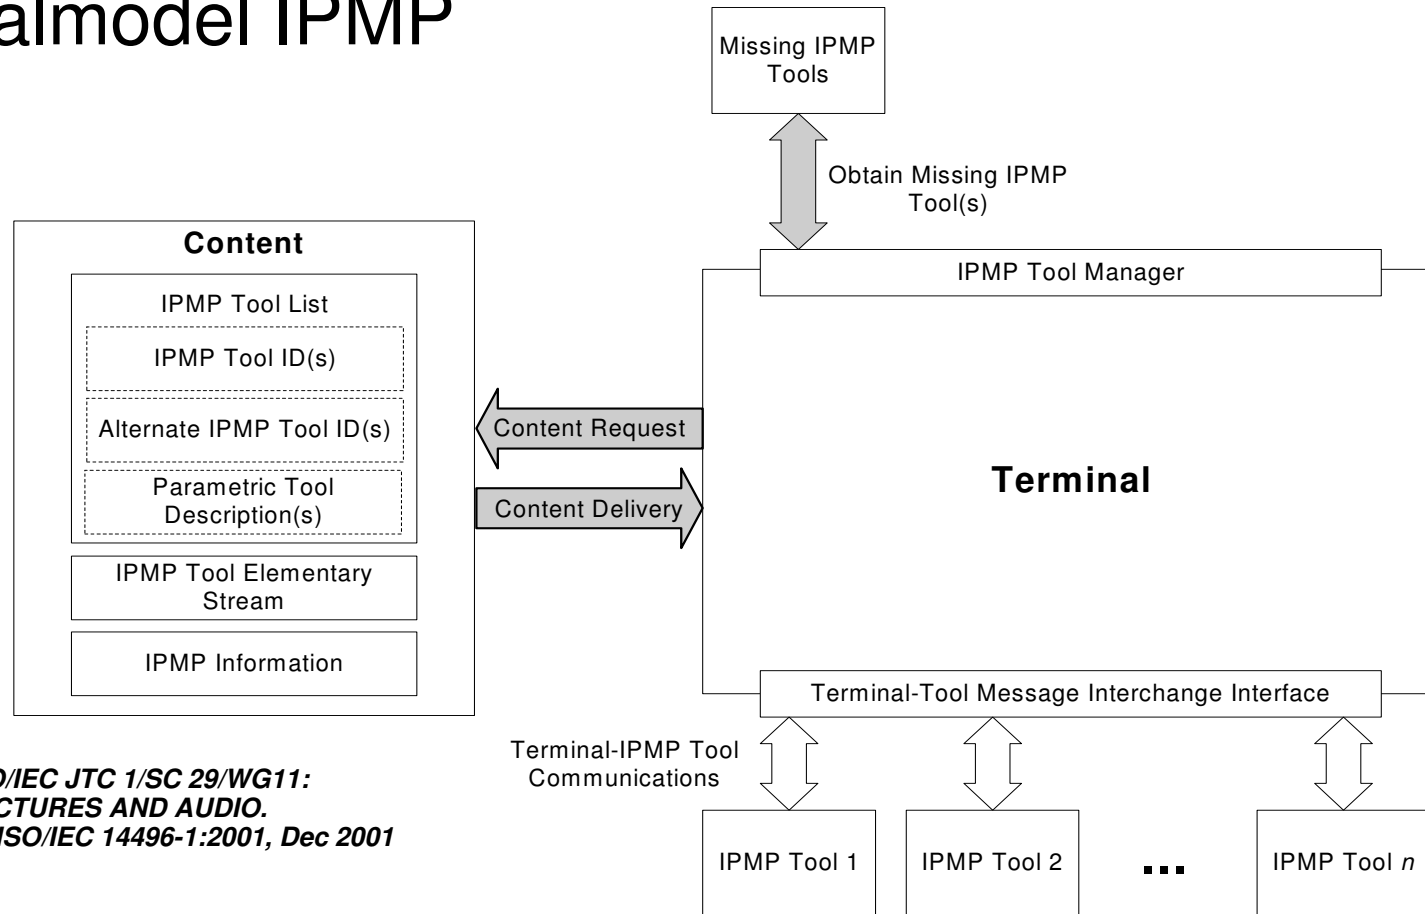 almodel IPMP
Missing IPMP
Tools
Obtain Missing IPMP
Tool(s)
Content
IPMP Tool List
IPMP Tool ID(s)
Alternate IPMP Tool ID(s)
Parametric Tool
Description(s)
IPMP Tool Elementary
Stream
IPMP Information
Content Request
Content Delivery
IPMP Tool Manager
Terminal
Terminal-Tool Message Interchange Interface
Terminal-IPMP Tool
Communications
IPMP Tool 1
IPMP Tool 2
...
IPMP Tool n
O/IEC JTC 1/SC 29/WG11:
CTURES AND AUDIO.
ISO/IEC 14496-1:2001, Dec 2001